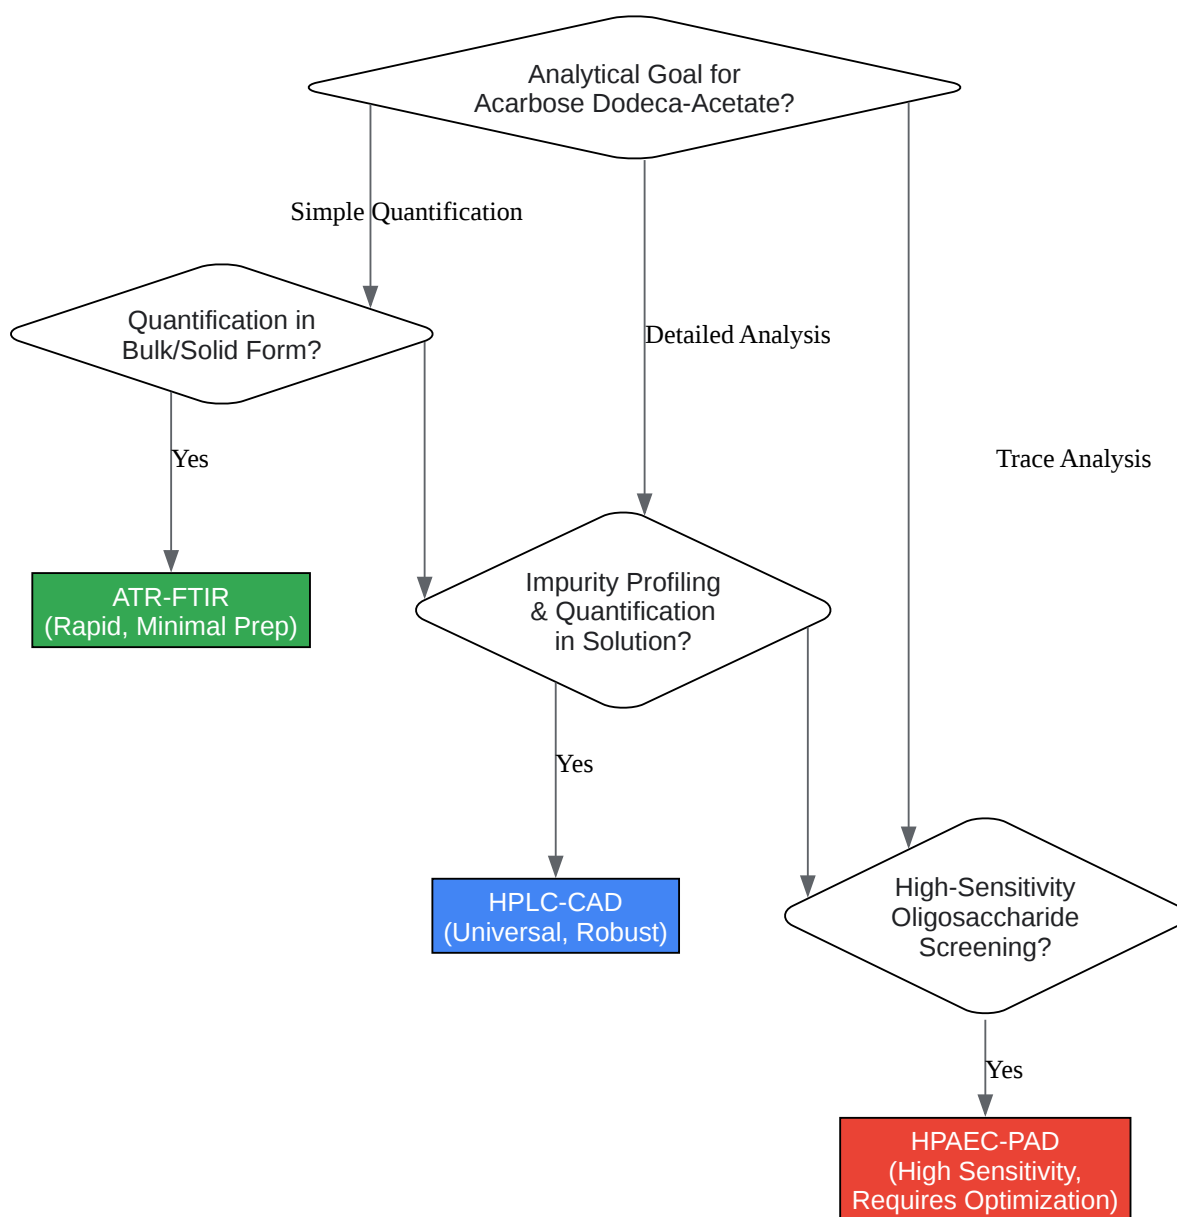 Analytical Goal for
Acarbose Dodeca-Acetate?
Simple Quantification
Quantification in
Bulk/Solid Form?
Detailed Analysis
Yes
Trace Analysis
ATR-FTIR
(Rapid, Minimal Prep)
Impurity Profiling
& Quantification
in Solution?
Yes
HPLC-CAD
(Universal, Robust)
High-Sensitivity
Oligosaccharide
Screening?
Yes
HPAEC-PAD
(High Sensitivity,
Requires Optimization)